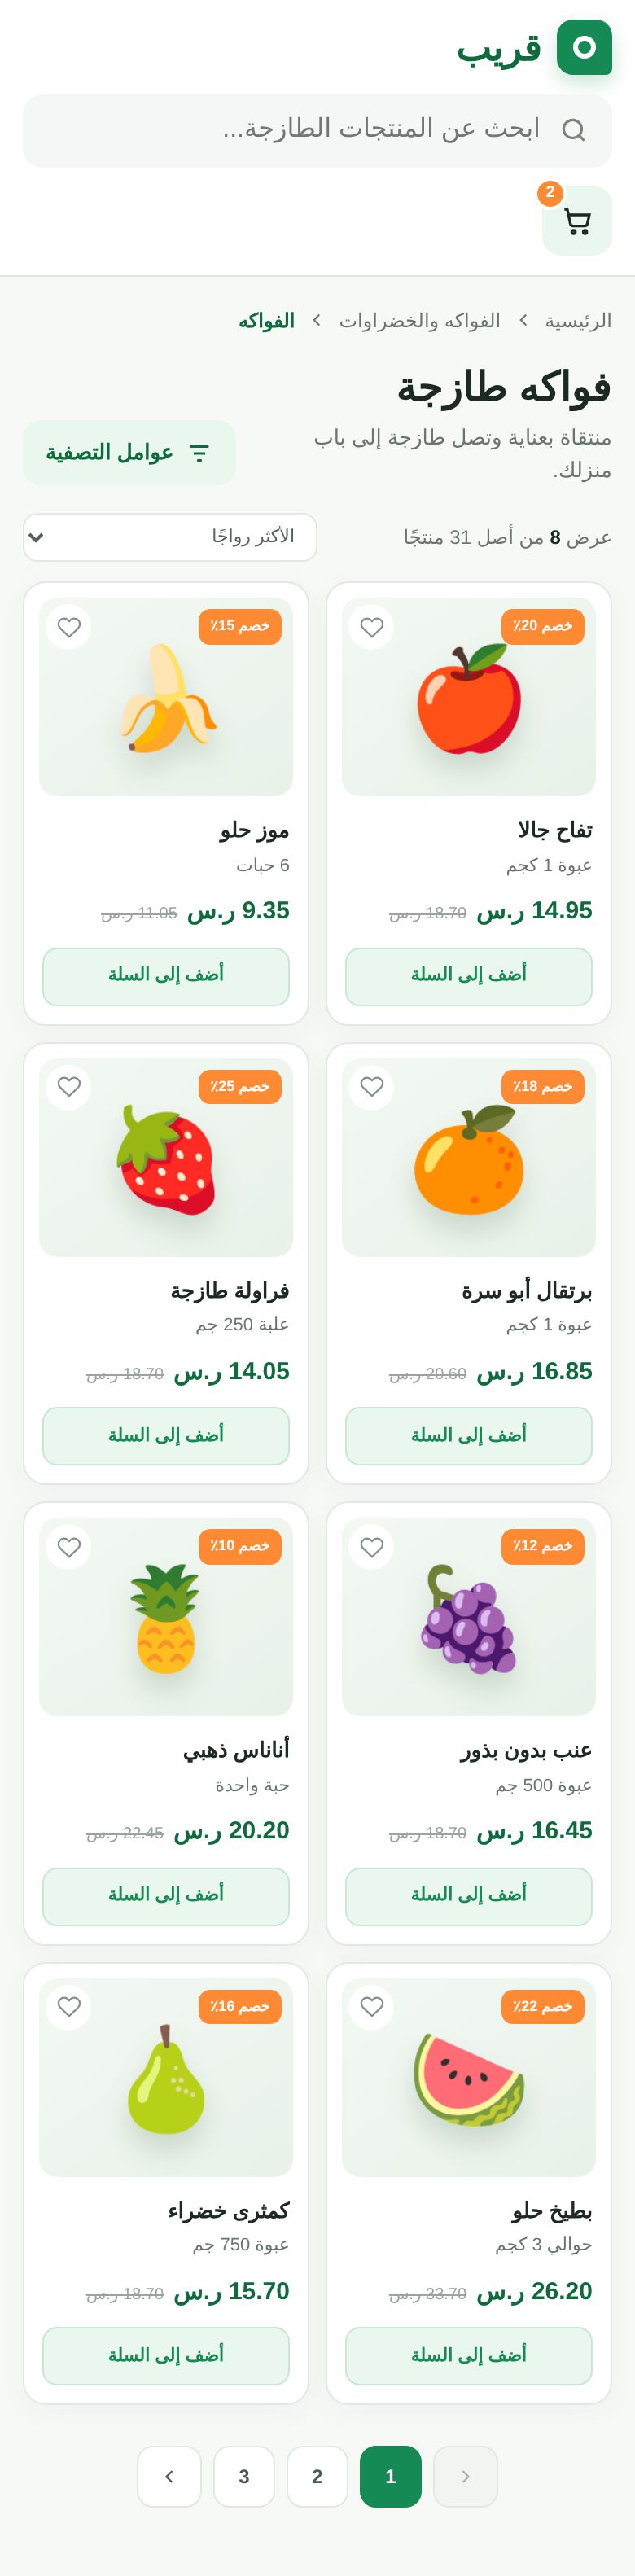 قريب
ابحث عن المنتجات الطازجة...
2
الرئيسية
الفواكه والخضراوات
الفواكه
فواكه طازجة
منتقاة بعناية وتصل طازجة إلى باب
منزلك.
عوامل التصفية
عرض 8 من أصل 31 منتجًا
الأكثر رواجًا
خصم 20٪
تفاح جالا
عبوة 1 كجم
14.95 ر.س 18.70 ر.س
أضف إلى السلة
خصم 15٪
موز حلو
6 حبات
9.35 ر.س 11.05 ر.س
أضف إلى السلة
خصم 18٪
برتقال أبو سرة
عبوة 1 كجم
16.85 ر.س 20.60 ر.س
أضف إلى السلة
خصم 25٪
فراولة طازجة
علبة 250 جم
14.05 ر.س 18.70 ر.س
أضف إلى السلة
خصم 12٪
عنب بدون بذور
عبوة 500 جم
16.45 ر.س 18.70 ر.س
أضف إلى السلة
خصم 10٪
أناناس ذهبي
حبة واحدة
20.20 ر.س 22.45 ر.س
أضف إلى السلة
خصم 22٪
بطيخ حلو
حوالي 3 كجم
26.20 ر.س 33.70 ر.س
أضف إلى السلة
خصم 16٪
كمثرى خضراء
عبوة 750 جم
15.70 ر.س 18.70 ر.س
أضف إلى السلة
1
2
3